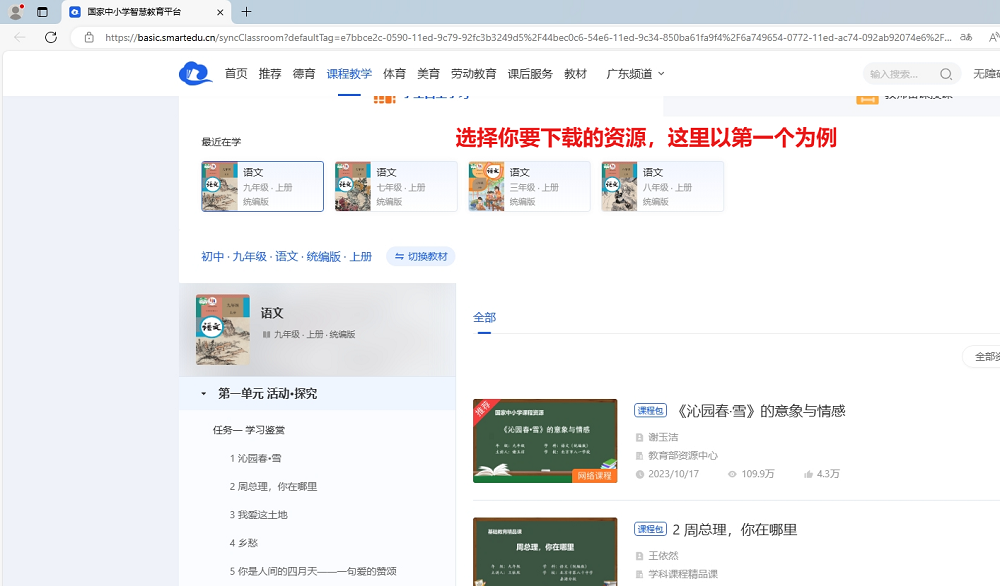 国家中小学智慧教育平台
https://basic.smartedu.cn/syncClassroom?defaultTag=e7bbce2c-0590-11ed-9c79-92fc3b3249d5%2F44bec0c6-54e6-11ed-9c34-850ba61fa9f4%2F6a749654-0772-11ed-ac74-092ab92074e6%2F...
首页 推荐 德育 课程教学 体育 美育 劳动教育 课后服务 教材 广东频道
输入搜索... 无障碍
最近在学
选择你要下载的资源，这里以第一个为例
语文
九年级 · 上册
统编版
语文
七年级 · 上册
统编版
语文
三年级 · 上册
统编版
语文
八年级 · 上册
统编版
初中 · 九年级 · 语文 · 统编版 · 上册
切换教材
语文
语文
九年级 · 上册 · 统编版
全部
第一单元 活动•探究
任务一 学习鉴赏
1 沁园春•雪
2 周总理，你在哪里
3 我爱这土地
4 乡愁
5 你是人间的四月天——一句爱的赞颂
推荐
国家中小学课程资源
《沁园春·雪》的意象与情感
网络课程
课程包 《沁园春·雪》的意象与情感
谢玉洁
教育部资源中心
2023/10/17 109.9万 4.3万
基础教育精品课
周总理，你在哪里
课程包 2 周总理，你在哪里
王依然
学科课程精品课